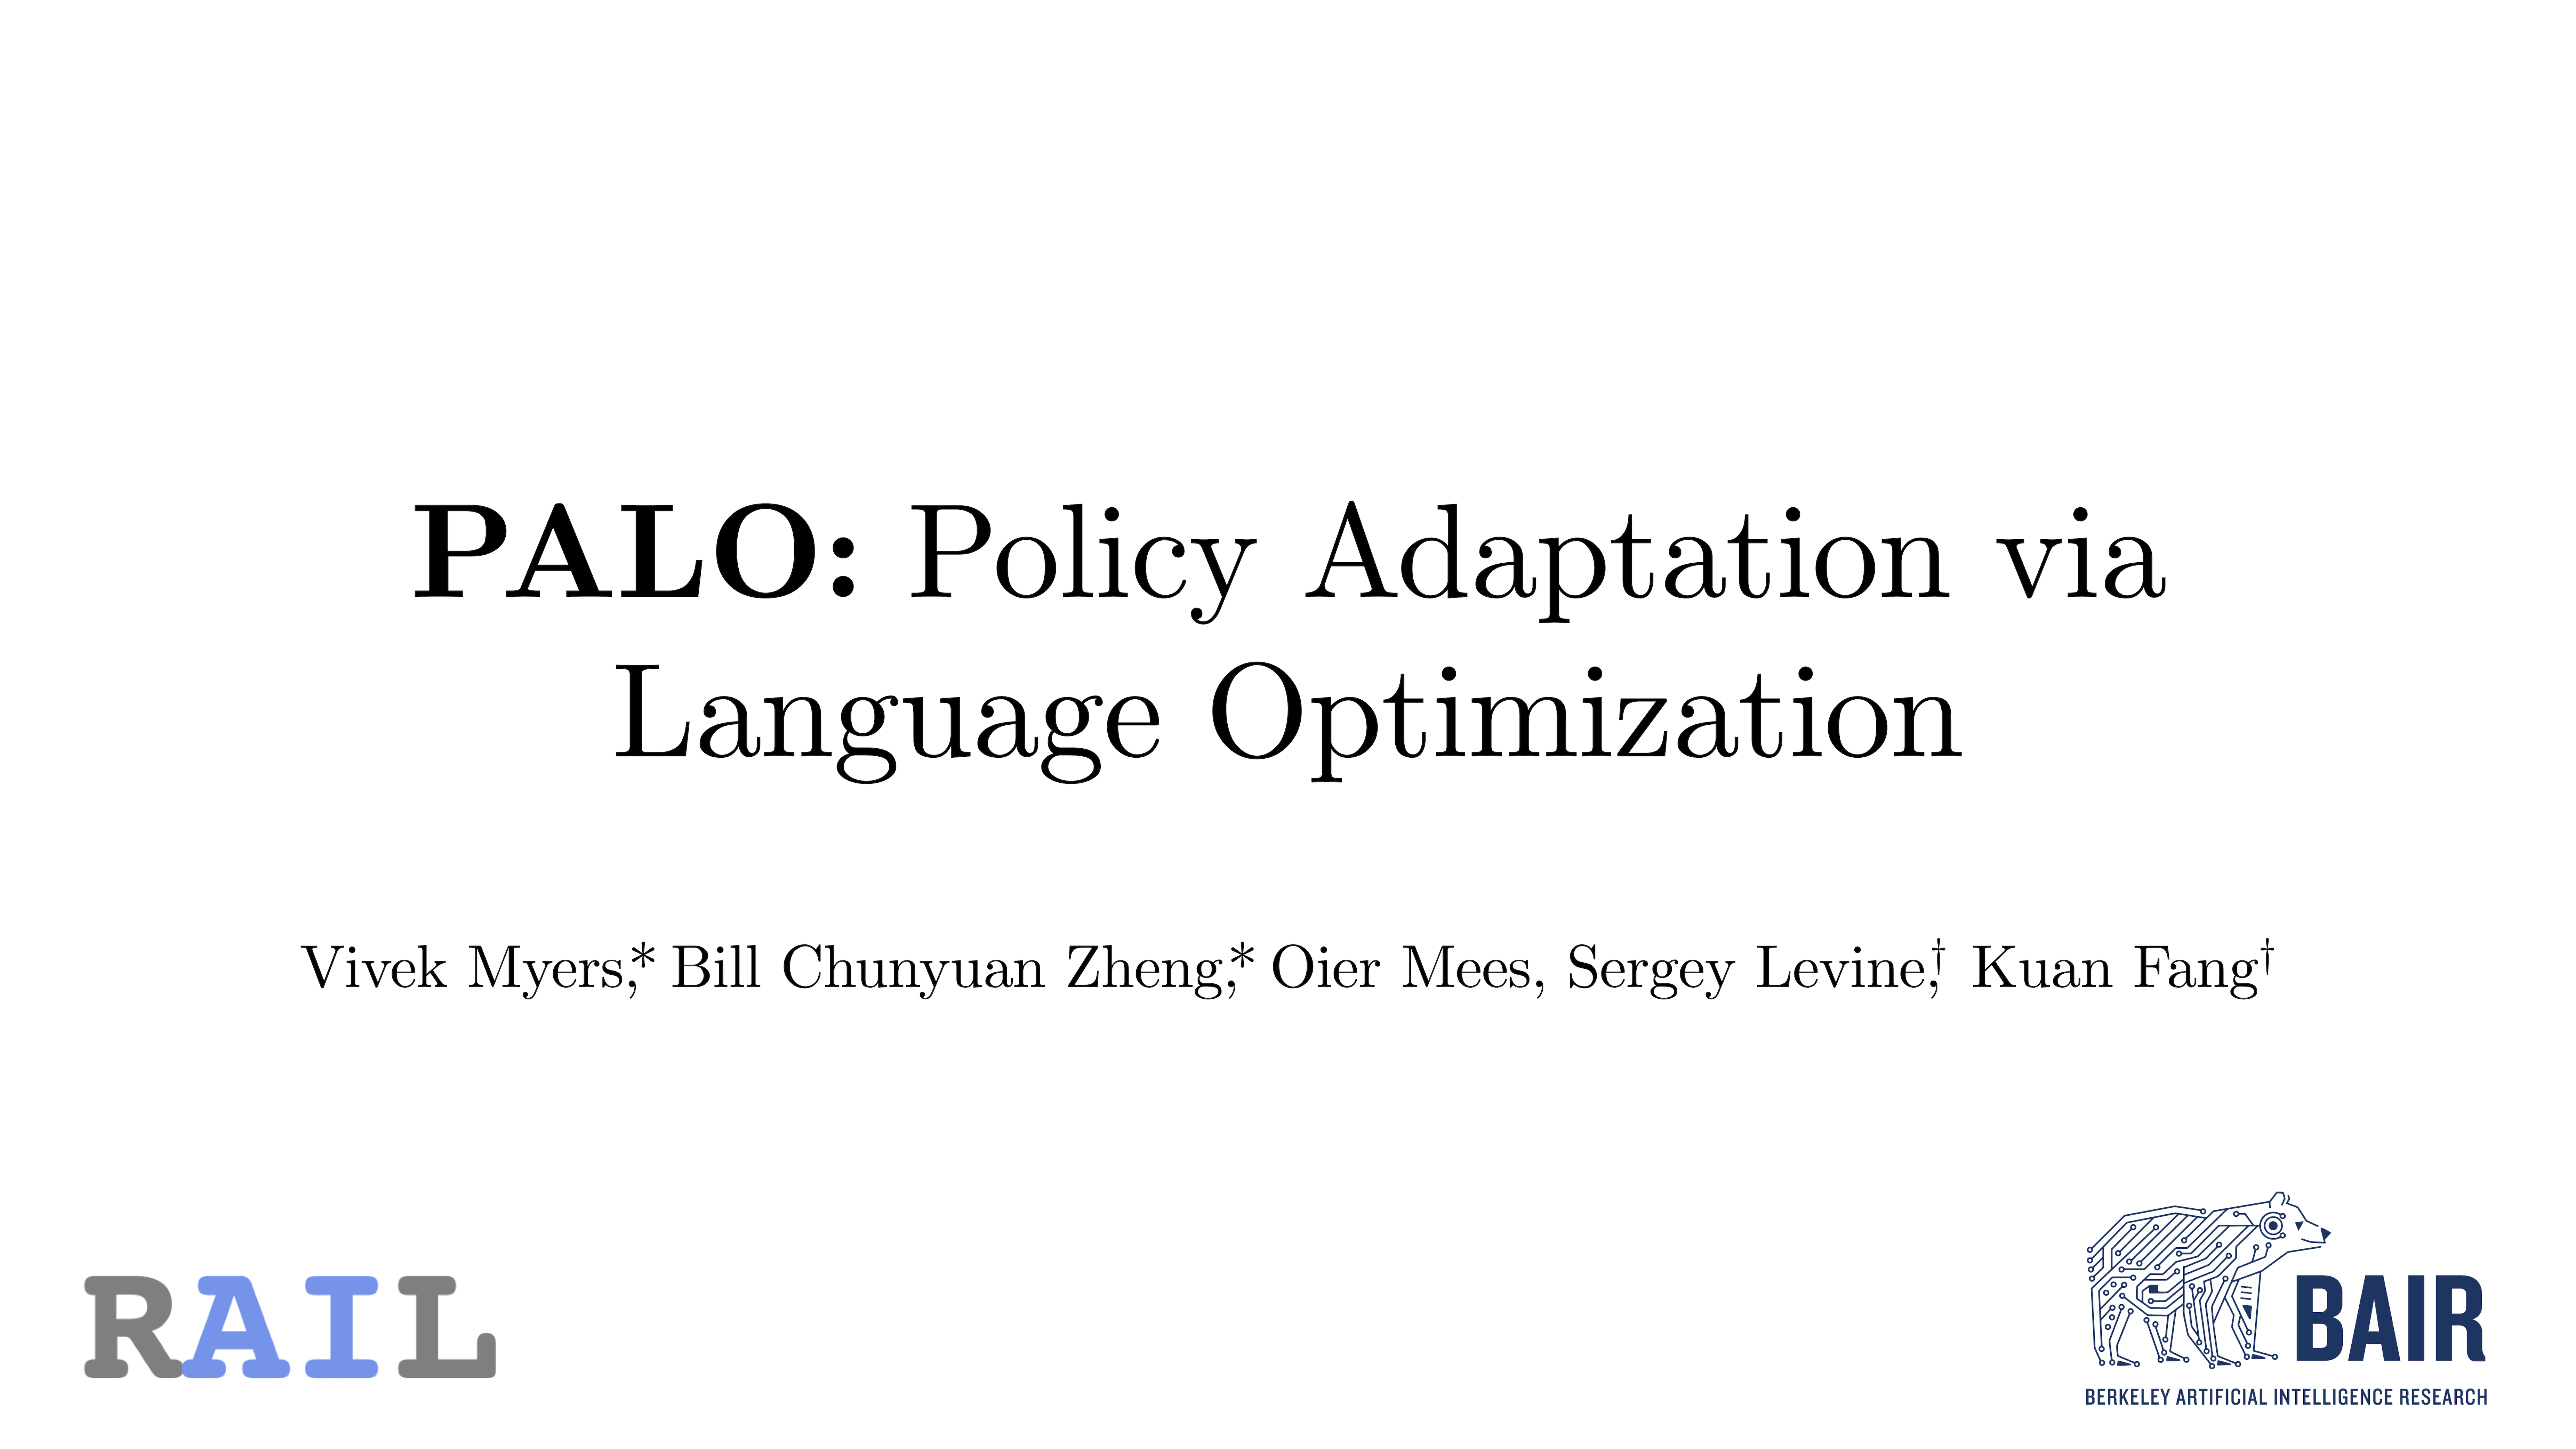 PALO: Policy Adaptation via
Language Optimization
Vivek Myers,* Bill Chunyuan Zheng,* Oier Mees, Sergey Levine,† Kuan Fang†
RAIL
BAIR
BERKELEY ARTIFICIAL INTELLIGENCE RESEARCH